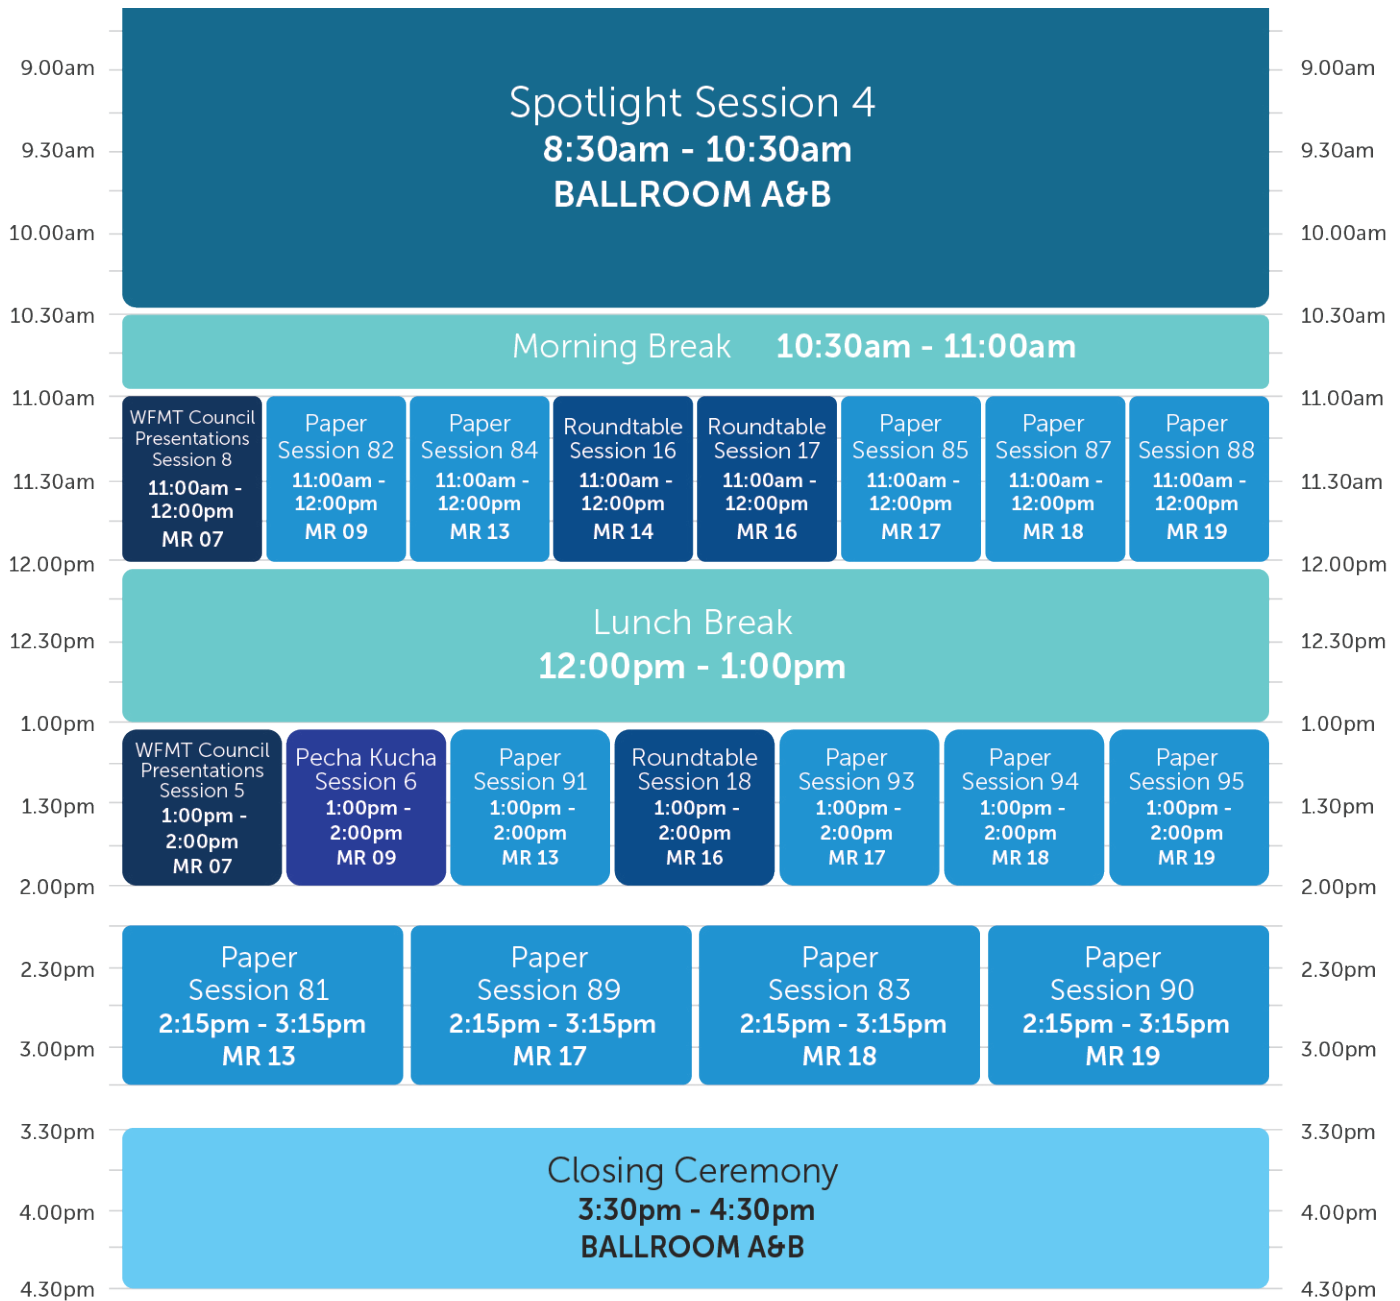 9.00am
9.00am
Spotlight Session 4
8:30am - 10:30am
9.30am
9.30am
BALLROOM A&B
10.00am
10.00am
10.30am
10.30am
Morning Break 10:30am - 11:00am
11.00am
11.00am
WFMT Council
Presentations
Session 8
11:00am -
12:00pm
MR 07
Paper
Session 82
11:00am -
12:00pm
MR 09
Paper
Session 84
11:00am -
12:00pm
MR 13
Roundtable
Session 16
11:00am -
12:00pm
MR 14
Roundtable
Session 17
11:00am -
12:00pm
MR 16
Paper
Session 85
11:00am -
12:00pm
MR 17
Paper
Session 87
11:00am -
12:00pm
MR 18
Paper
Session 88
11:00am -
12:00pm
MR 19
11.30am
11.30am
12.00pm
12.00pm
Lunch Break
12:00pm - 1:00pm
12.30pm
12.30pm
1.00pm
1.00pm
WFMT Council
Presentations
Session 5
1:00pm -
2:00pm
MR 07
Pecha Kucha
Session 6
1:00pm -
2:00pm
MR 09
Paper
Session 91
1:00pm -
2:00pm
MR 13
Roundtable
Session 18
1:00pm -
2:00pm
MR 16
Paper
Session 93
1:00pm -
2:00pm
MR 17
Paper
Session 94
1:00pm -
2:00pm
MR 18
Paper
Session 95
1:00pm -
2:00pm
MR 19
1.30pm
1.30pm
2.00pm
2.00pm
Paper
Session 81
2:15pm - 3:15pm
MR 13
Paper
Session 89
2:15pm - 3:15pm
MR 17
Paper
Session 83
2:15pm - 3:15pm
MR 18
Paper
Session 90
2:15pm - 3:15pm
MR 19
2.30pm
2.30pm
3.00pm
3.00pm
3.30pm
3.30pm
Closing Ceremony
3:30pm - 4:30pm
BALLROOM A&B
4.00pm
4.00pm
4.30pm
4.30pm